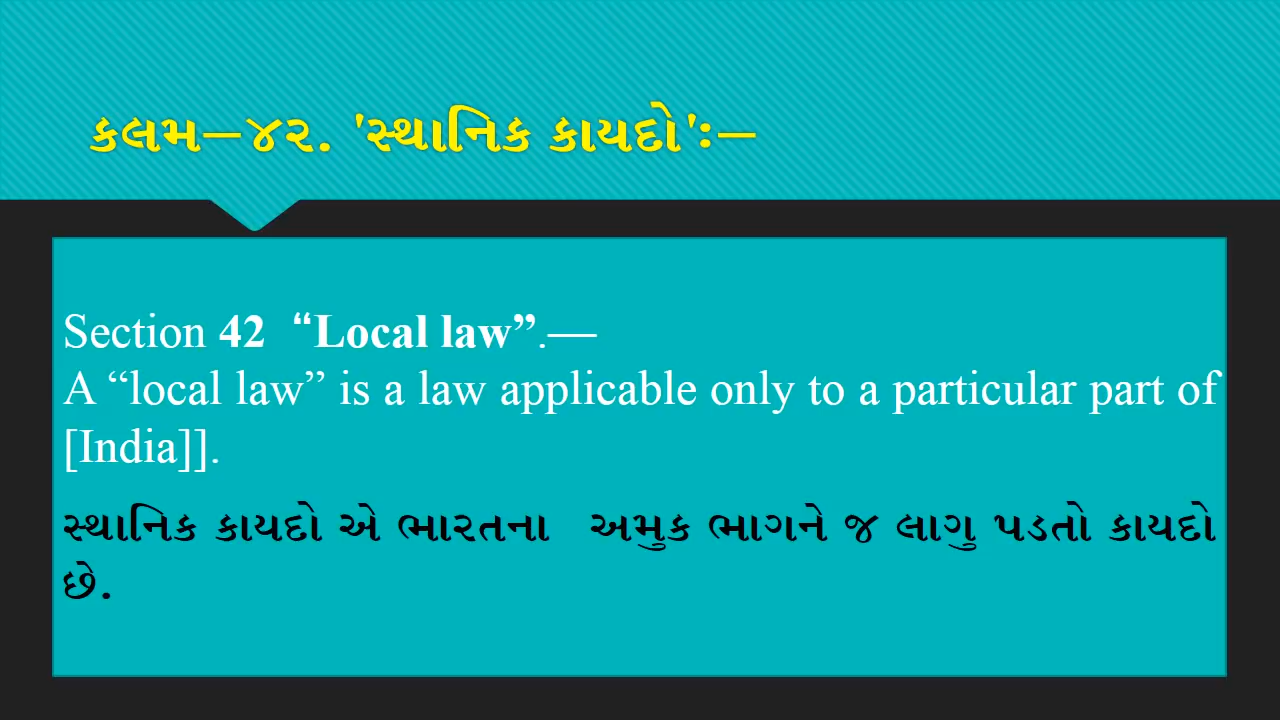 કલમ–૪૨. 'સ્થાનિક કાયદો':–
Section 42 “Local law”.—
A “local law” is a law applicable only to a particular part of
[India]].
સ્થાનિક કાયદો એ ભારતના અમુક ભાગને જ લાગુ પડતો કાયદો
છે.